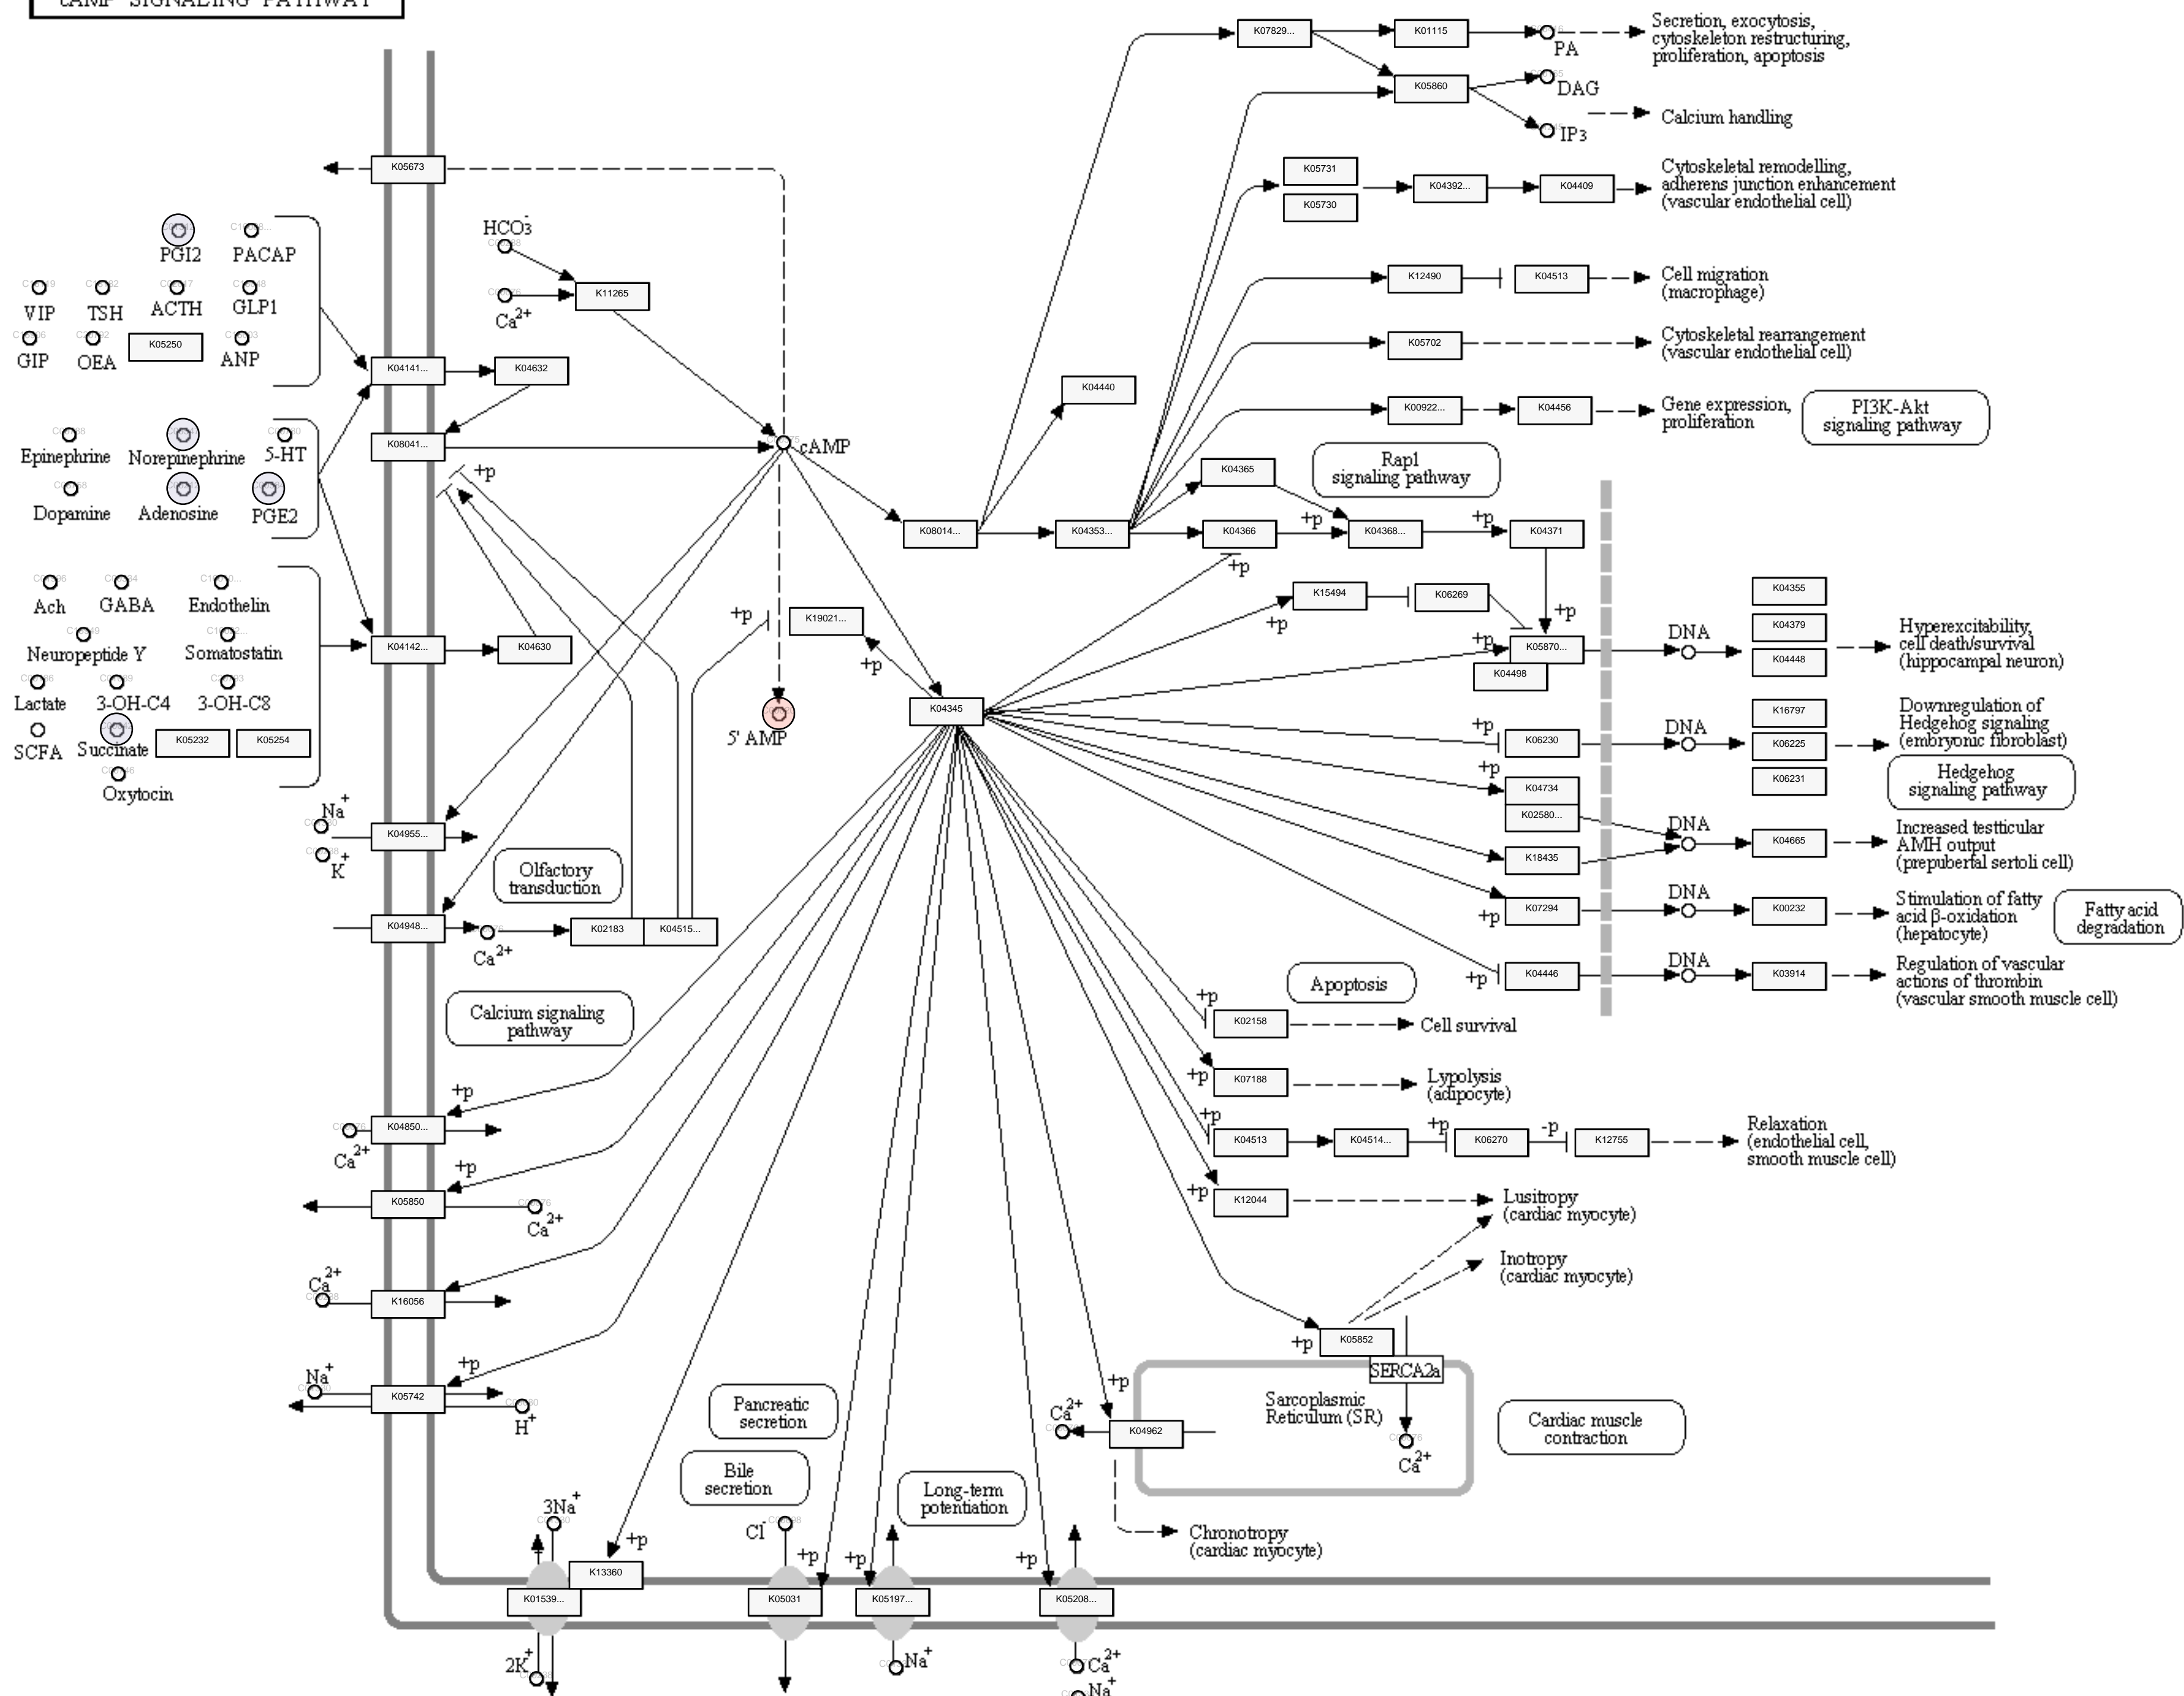 cAMP SIGNALING PATHWAY
K07829...
K01115
PA
Secretion, exocytosis,
cytoskeleton restructuring,
proliferation, apoptosis
K05860
DAG
IP3
Calcium handling
K05673
K05731
K05730
K04392...
K04409
Cytoskeletal remodelling,
adherens junction enhancement
(vascular endothelial cell)
HCO3-
Ca2+
K11265
PGI2
PACAP
VIP
TSH
ACTH
GLP1
GIP
OEA
K05250
ANP
K12490
K04513
Cell migration
(macrophage)
K05702
Cytoskeletal rearrangement
(vascular endothelial cell)
K04141...
K04632
K04440
K00922...
K04456
Gene expression,
proliferation
PI3K-Akt
signaling pathway
K08041...
cAMP
+p
Epinephrine
Norepinephrine
5-HT
Dopamine
Adenosine
PGE2
K04365
Rap1
signaling pathway
K08014...
K04353...
K04366
+p
K04368...
+p
K04371
+p
Ach
GABA
Endothelin
Neuropeptide Y
Somatostatin
Lactate
3-OH-C4
3-OH-C8
SCFA
Succinate
K05232
K05254
Oxytocin
K04142...
K04630
+p
K19021...
+p
5' AMP
K04345
K15494
+p
K06269
+p
+p
K05870...
K04498
DNA
K04355
K04379
K04448
Hyperexcitability,
cell death/survival
(hippocampal neuron)
+p
K06230
DNA
K16797
K06225
K06231
Downregulation of
Hedgehog signaling
(embryonic fibroblast)
Hedgehog
signaling pathway
+p
K04734
K02580...
K18435
DNA
K04665
Increased testticular
AMH output
(prepubertal sertoli cell)
+p
K07294
DNA
K00232
Stimulation of fatty
acid β-oxidation
(hepatocyte)
Fatty acid
degradation
+p
K04446
DNA
K03914
Regulation of vascular
actions of thrombin
(vascular smooth muscle cell)
Na+
K+
K04955...
Olfactory
transduction
K04948...
Ca2+
K02183
K04515...
Calcium signaling
pathway
Apoptosis
+p
K02158
Cell survival
+p
K07188
Lypolysis
(adipocyte)
+p
K04513
K04514...
+p
K06270
-p
K12755
Relaxation
(endothelial cell,
smooth muscle cell)
+p
K12044
Lusitropy
(cardiac myocyte)
Inotropy
(cardiac myocyte)
+p
K04850...
Ca2+
+p
K05850
Ca2+
Ca2+
K16056
+p
Na+
K05742
H+
+p
K05852
SERCA2a
Sarcoplasmic
Reticulum (SR)
Ca2+
Cardiac muscle
contraction
+p
Ca2+
K04962
Chronotropy
(cardiac myocyte)
Pancreatic
secretion
Bile
secretion
Long-term
potentiation
3Na+
+p
K13360
K01539...
2K+
Cl-
+p
K05031
+p
K05197...
Na+
+p
K05208...
Ca2+
Na+